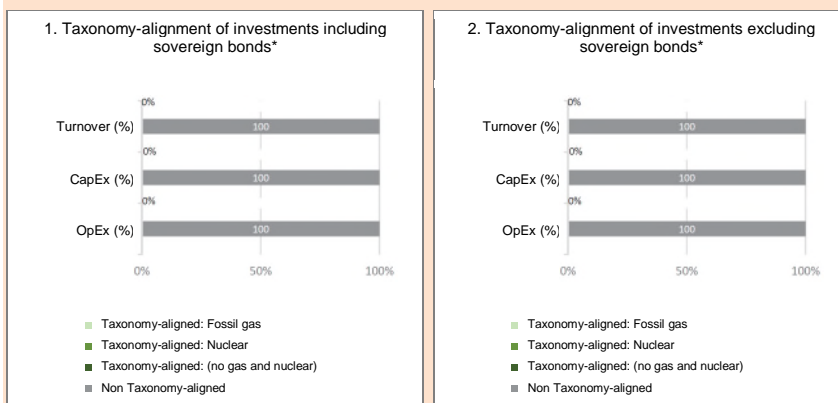 1. Taxonomy-alignment of investments including
sovereign bonds*
0%
Turnover (%)
100
0%
CapEx (%)
100
0%
OpEx (%)
100
0%
50%
100%
Taxonomy-aligned: Fossil gas
Taxonomy-aligned: Nuclear
Taxonomy-aligned: (no gas and nuclear)
Non Taxonomy-aligned
2. Taxonomy-alignment of investments excluding
sovereign bonds*
0%
Turnover (%)
100
0%
CapEx (%)
100
0%
OpEx (%)
100
0%
50%
100%
Taxonomy-aligned: Fossil gas
Taxonomy-aligned: Nuclear
Taxonomy-aligned: (no gas and nuclear)
Non Taxonomy-aligned